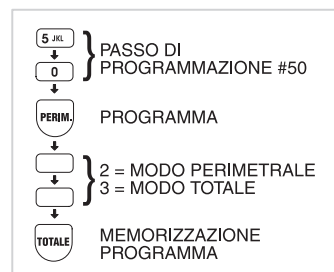 5 JKL
PASSO DI
0
PROGRAMMAZIONE #50
PERIM.
PROGRAMMA
2 = MODO PERIMETRALE
3 = MODO TOTALE
TOTALE
MEMORIZZAZIONE
PROGRAMMA